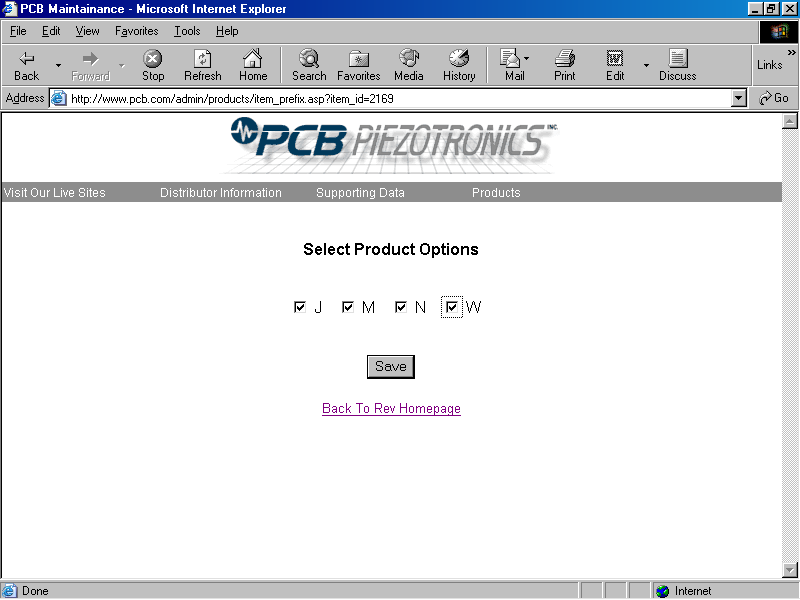 PCB Maintainance - Microsoft Internet Explorer
File Edit View Favorites Tools Help
Back Forward Stop Refresh Home Search Favorites Media History Mail Print Edit Discuss Links »
Address http://www.pcb.com/admin/products/item_prefix.asp?item_id=2169 Go
PCB PIEZOTRONICS INC.
Visit Our Live Sites Distributor Information Supporting Data Products
Select Product Options
J M N W
Save
Back To Rev Homepage
Done Internet